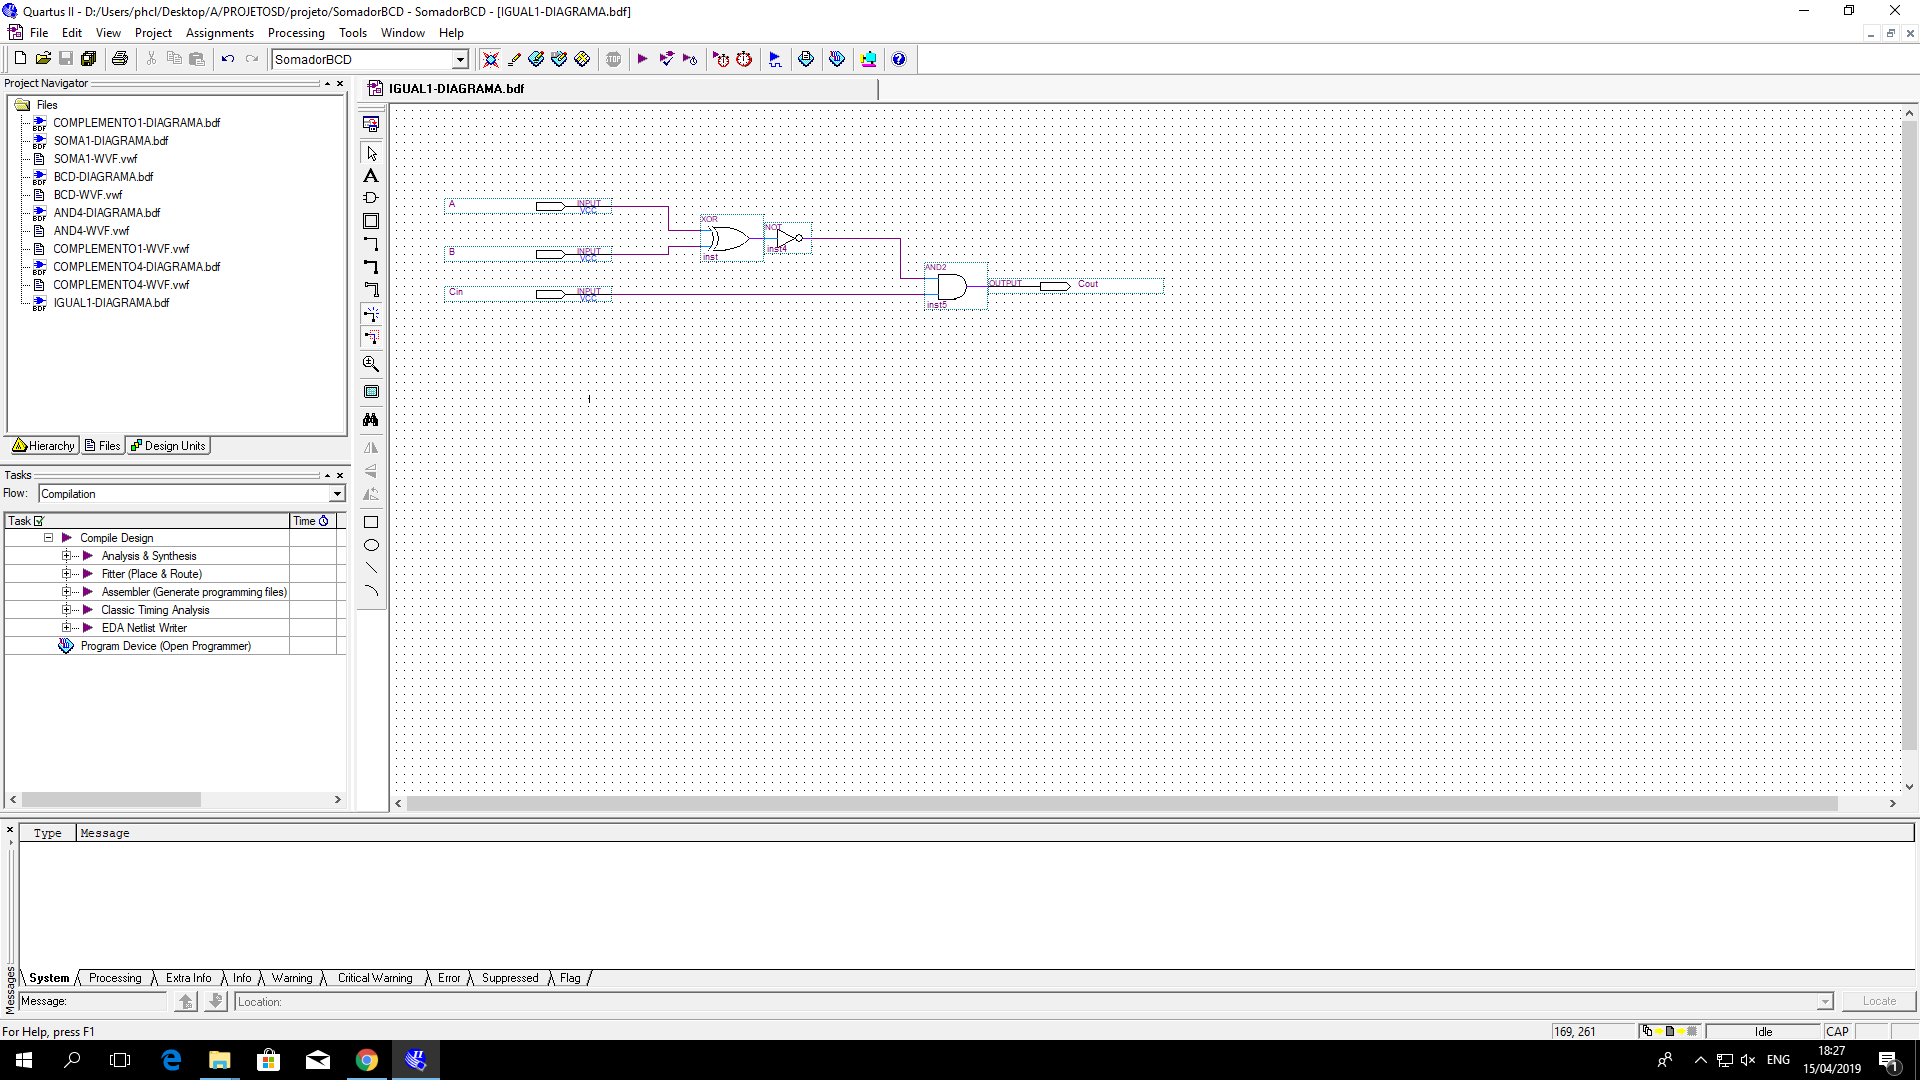 Quartus II - D:/Users/phcl/Desktop/A/PROJETOSD/projeto/SomadorBCD - SomadorBCD - [IGUAL1-DIAGRAMA.bdf]
File Edit View Project Assignments Processing Tools Window Help
SomadorBCD
Project Navigator
Files
COMPLEMENTO1-DIAGRAMA.bdf
SOMA1-DIAGRAMA.bdf
SOMA1-WVF.vwf
BCD-DIAGRAMA.bdf
BCD-WVF.vwf
AND4-DIAGRAMA.bdf
AND4-WVF.vwf
COMPLEMENTO1-WVF.vwf
COMPLEMENTO4-DIAGRAMA.bdf
COMPLEMENTO4-WVF.vwf
IGUAL1-DIAGRAMA.bdf
Hierarchy Files Design Units
Tasks
Flow: Compilation
Task Time
Compile Design
Analysis & Synthesis
Fitter (Place & Route)
Assembler (Generate programming files)
Classic Timing Analysis
EDA Netlist Writer
Program Device (Open Programmer)
IGUAL1-DIAGRAMA.bdf
A INPUT
VCC
B INPUT
VCC
Cin INPUT
VCC
XOR
inst
NOT
inst4
AND2
inst5
OUTPUT Cout
Type Message
System Processing Extra Info Info Warning Critical Warning Error Suppressed Flag
Messages
Message: Location: Locate
For Help, press F1 169, 261 Idle CAP
ENG 18:27
15/04/2019
1